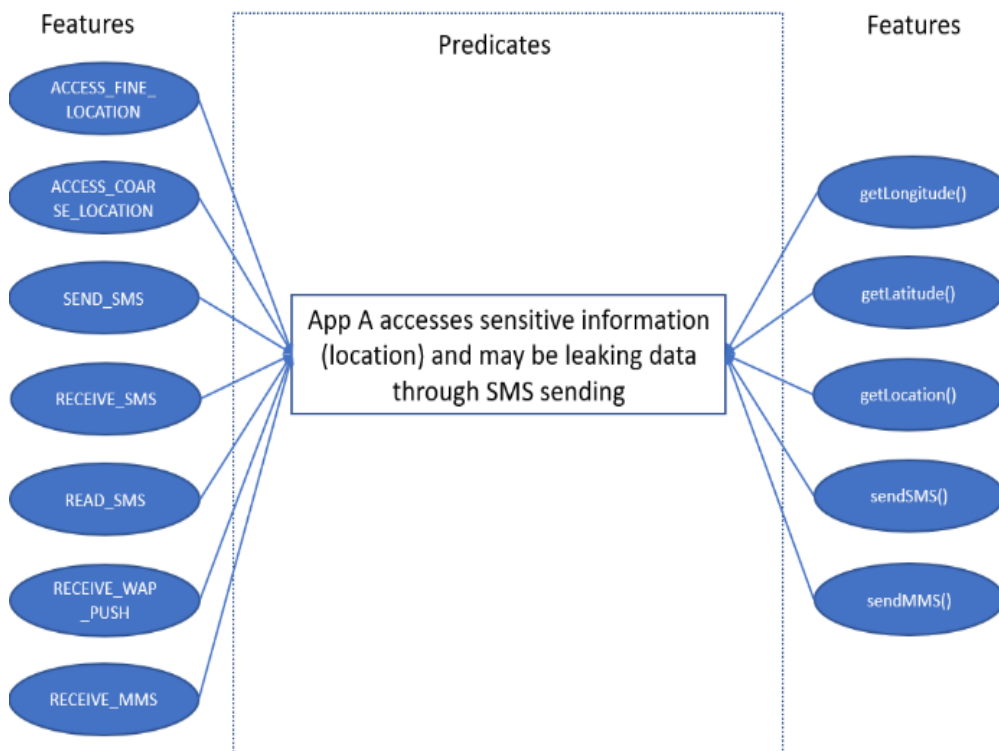 Features
Predicates
Features
ACCESS_FINE_
LOCATION
ACCESS_COAR
SE_LOCATION
SEND_SMS
RECEIVE_SMS
READ_SMS
RECEIVE_WAP
_PUSH
RECEIVE_MMS
App A accesses sensitive information
(location) and may be leaking data
through SMS sending
getLongitude()
getLatitude()
getLocation()
sendSMS()
sendMMS()